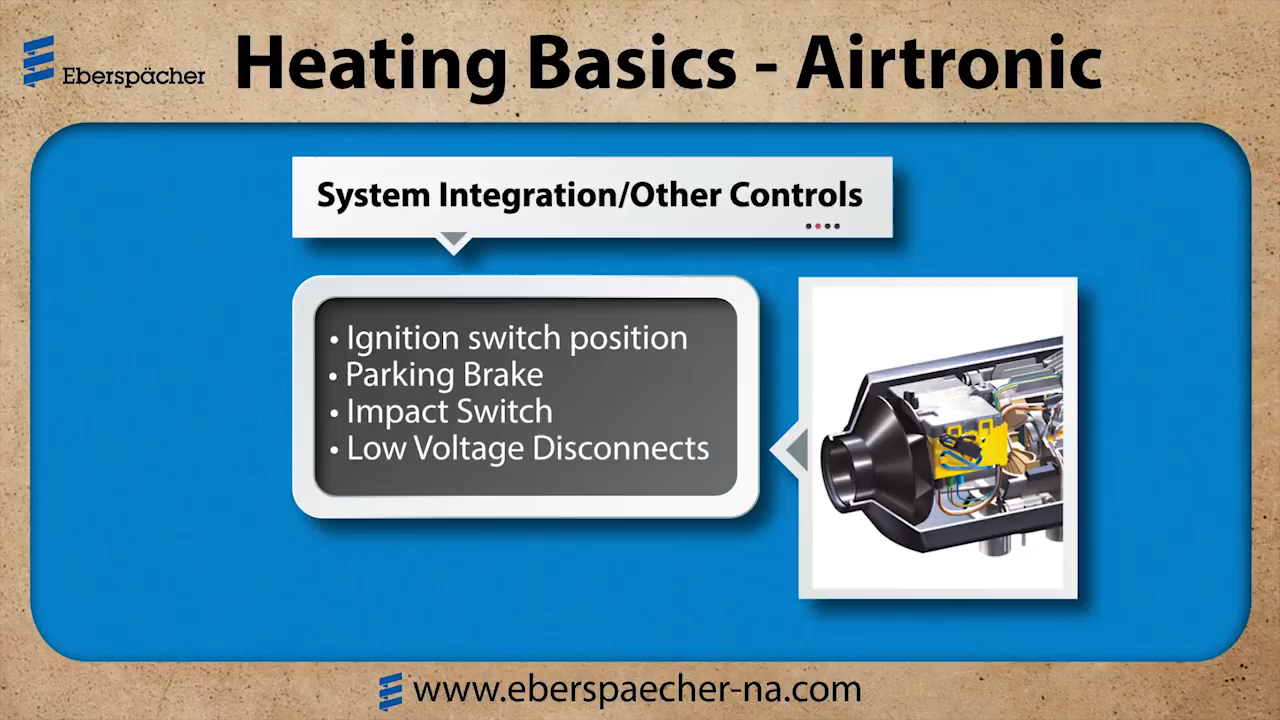 Eberspächer
Heating Basics - Airtronic
System Integration/Other Controls
• Ignition switch position
• Parking Brake
• Impact Switch
• Low Voltage Disconnects
www.eberspaecher-na.com